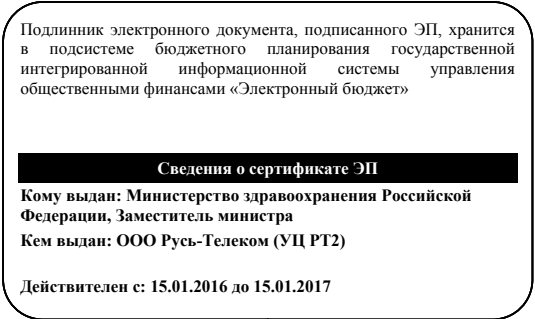 Подлинник электронного документа, подписанного ЭП, хранится
в подсистеме бюджетного планирования государственной
интегрированной информационной системы управления
общественными финансами «Электронный бюджет»
Сведения о сертификате ЭП
Кому выдан: Министерство здравоохранения Российской
Федерации, Заместитель министра
Кем выдан: ООО Русь-Телеком (УЦ РТ2)
Действителен с: 15.01.2016 до 15.01.2017